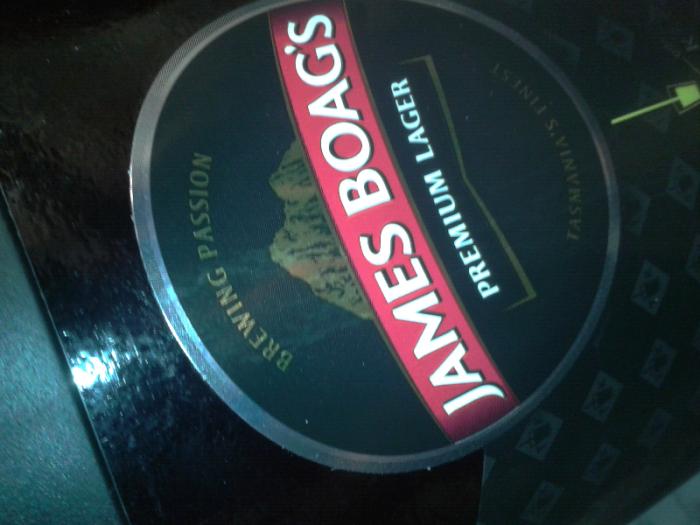 BREWING PASSION
JAMES BOAG'S
PREMIUM LAGER
TASMANIA'S FINEST